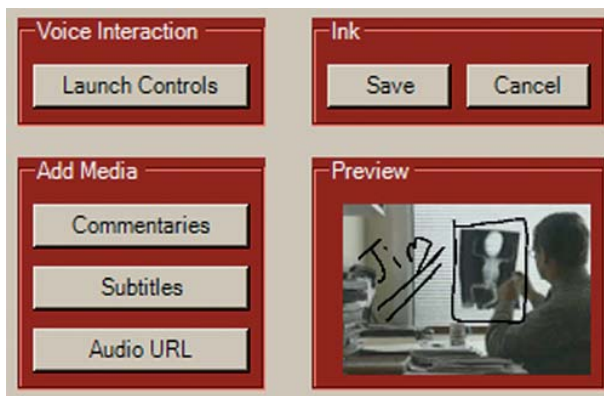 Voice Interaction
Launch Controls
Ink
Save
Cancel
Add Media
Commentaries
Subtitles
Audio URL
Preview
Jim